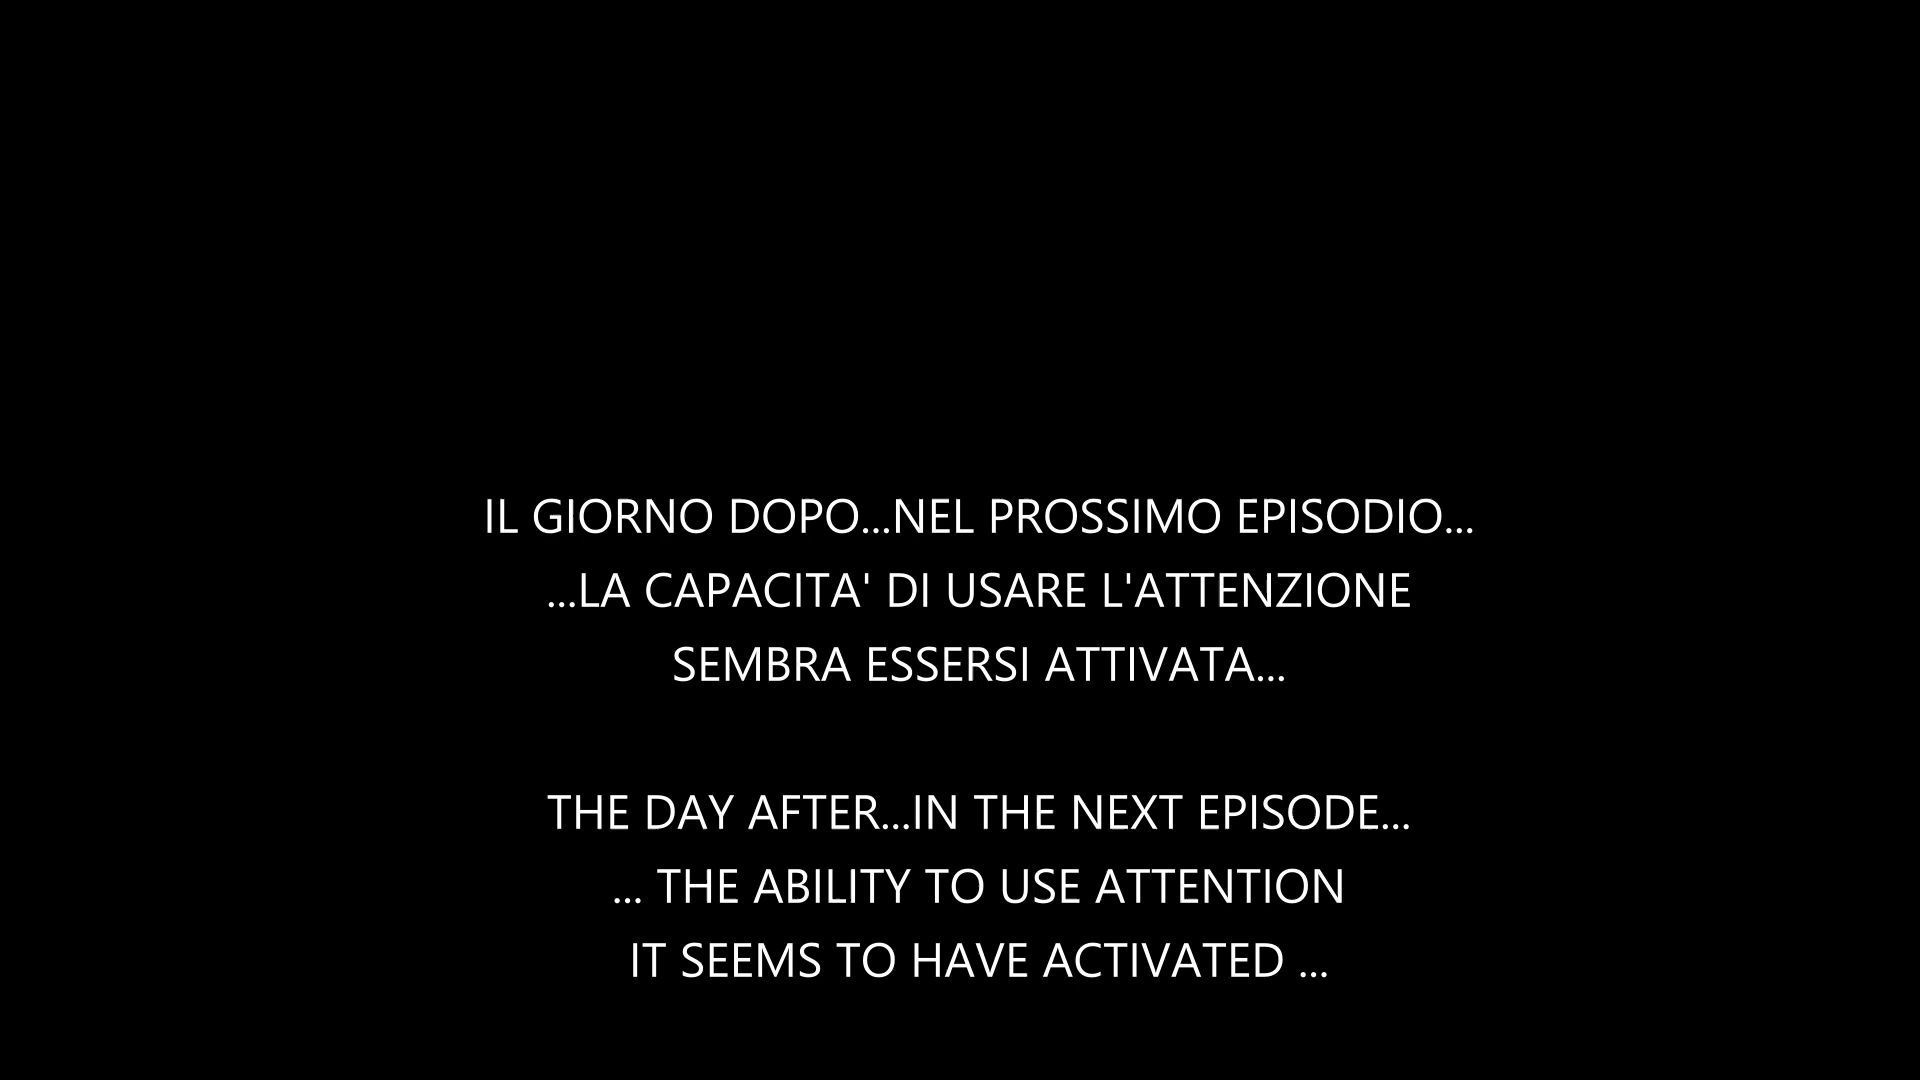 IL GIORNO DOPO...NEL PROSSIMO EPISODIO...
...LA CAPACITA' DI USARE L'ATTENZIONE
SEMBRA ESSERSI ATTIVATA...
THE DAY AFTER...IN THE NEXT EPISODE...
... THE ABILITY TO USE ATTENTION
IT SEEMS TO HAVE ACTIVATED ...